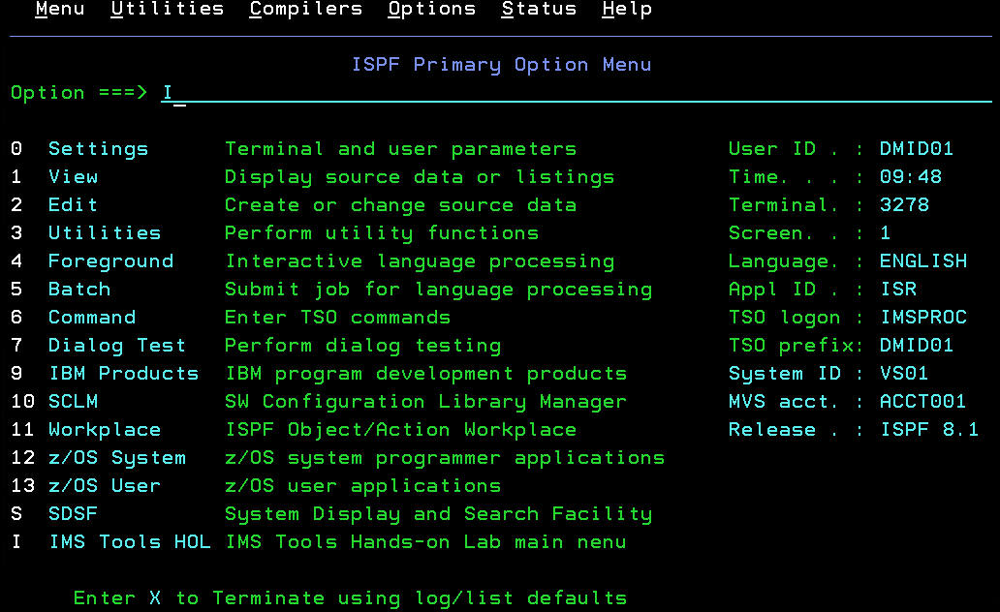 Menu Utilities Compilers Options Status Help
ISPF Primary Option Menu
Option ===> I
0 Settings Terminal and user parameters User ID . : DMID01
1 View Display source data or listings Time. . . : 09:48
2 Edit Create or change source data Terminal. : 3278
3 Utilities Perform utility functions Screen. . : 1
4 Foreground Interactive language processing Language. : ENGLISH
5 Batch Submit job for language processing Appl ID . : ISR
6 Command Enter TSO commands TSO logon : IMSPROC
7 Dialog Test Perform dialog testing TSO prefix: DMID01
9 IBM Products IBM program development products System ID : VS01
10 SCLM SW Configuration Library Manager MVS acct. : ACCT001
11 Workplace ISPF Object/Action Workplace Release . : ISPF 8.1
12 z/OS System z/OS system programmer applications
13 z/OS User z/OS user applications
S SDSF System Display and Search Facility
I IMS Tools HOL IMS Tools Hands-on Lab main nenu
Enter X to Terminate using log/list defaults